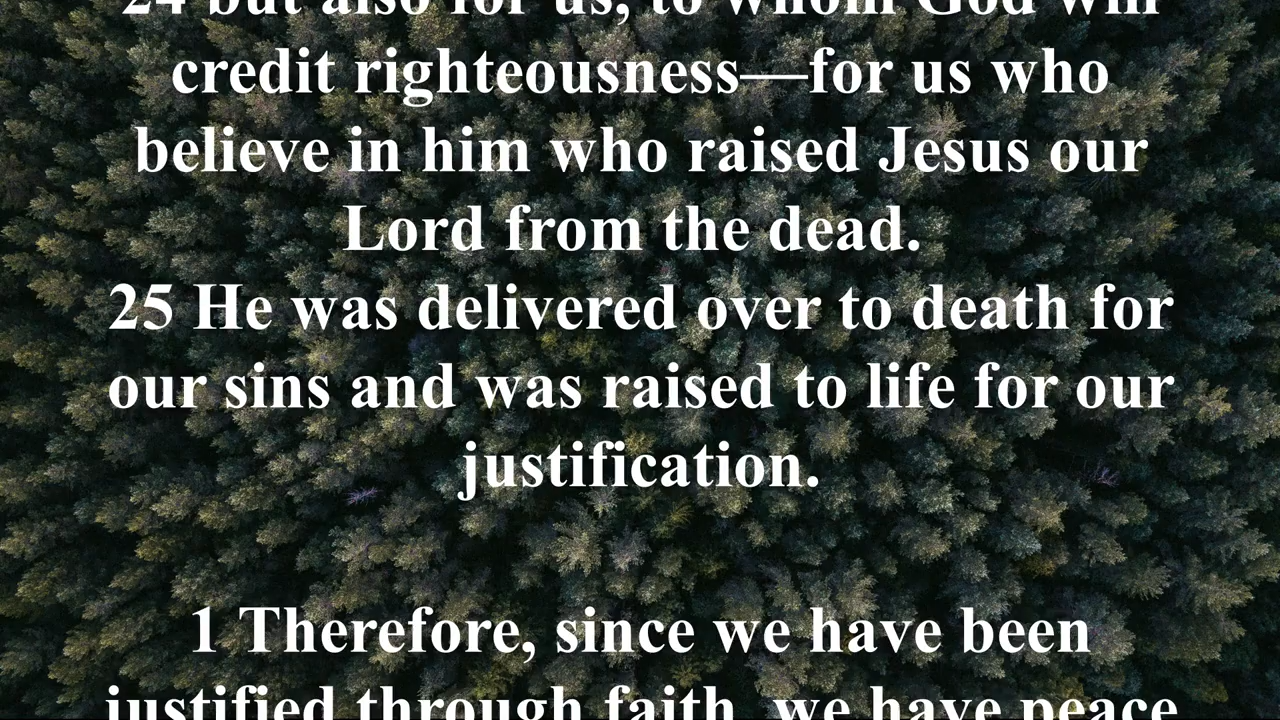 24 but also for us, to whom God will
credit righteousness—for us who
believe in him who raised Jesus our
Lord from the dead.
25 He was delivered over to death for
our sins and was raised to life for our
justification.
1 Therefore, since we have been
justified through faith, we have peace